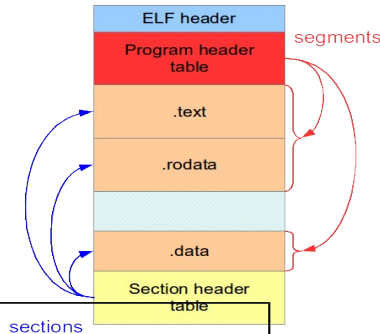 ELF header
segments
Program header
table
.text
.rodata
.data
Section header
table
sections